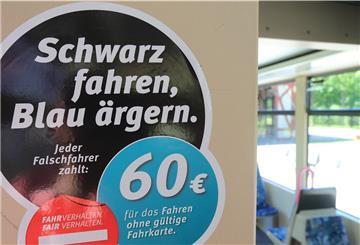 Schwarz
fahren,
Blau ärgern.
Jeder
Falschfahrer
zahlt:
60€
für das Fahren
ohne gültige
Fahrkarte.
FAHRVERHALTEN
FAIR VERHALTEN.